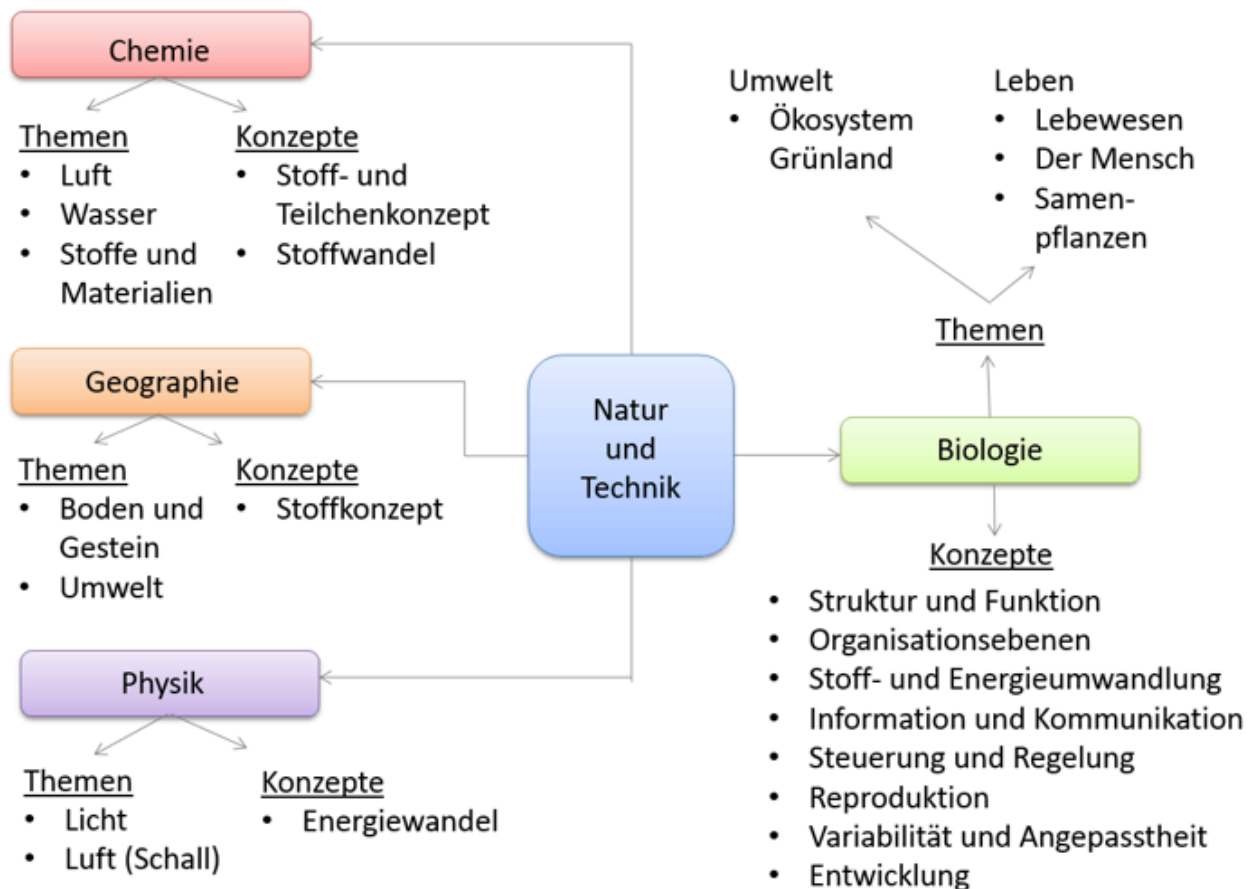 Chemie
Themen
• Luft
• Wasser
• Stoffe und
Materialien
Konzepte
• Stoff- und
Teilchenkonzept
• Stoffwandel
Geographie
Themen
• Boden und
Gestein
• Umwelt
Konzepte
• Stoffkonzept
Physik
Themen
• Licht
• Luft (Schall)
Konzepte
• Energiewandel
Natur
und
Technik
Umwelt
• Ökosystem
Grünland
Leben
• Lebewesen
• Der Mensch
• Samen-
pflanzen
Themen
Biologie
Konzepte
• Struktur und Funktion
• Organisationsebenen
• Stoff- und Energieumwandlung
• Information und Kommunikation
• Steuerung und Regelung
• Reproduktion
• Variabilität und Angepasstheit
• Entwicklung